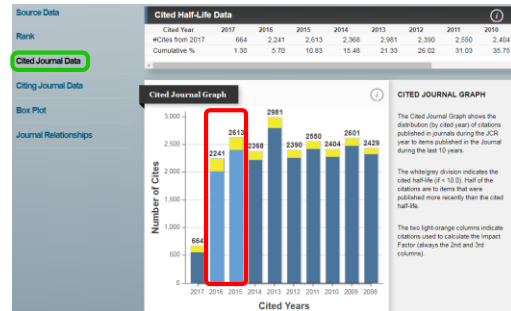 Source Data
Rank
Cited Journal Data
Citing Journal Data
Box Plot
Journal Relationships
Cited Half-Life Data
i
Cited Year 2017 2016 2015 2014 2013 2012 2011 2010
#Cites from 2017 664 2,241 2,613 2,368 2,981 2,390 2,550 2,404
Cumulative % 1.30 5.70 10.83 15.48 21.33 26.02 31.03 35.75
Cited Journal Graph
i
Number of Cites
3,000
2,500
2,000
1,500
1,000
500
0
664 2241 2613 2368 2981 2390 2550 2404 2601 2429
2017 2016 2015 2014 2013 2012 2011 2010 2009 2008
Cited Years
CITED JOURNAL GRAPH
The Cited Journal Graph shows the
distribution (by cited year) of citations
published in journals during the JCR
year to items published in the Journal
during the last 10 years.
The white/grey division indicates the
cited half-life (if < 10.0). Half of the
citations are to items that were
published more recently than the cited
half-life.
The two light-orange columns indicate
citations used to calculate the Impact
Factor (always the 2nd and 3rd
columns).